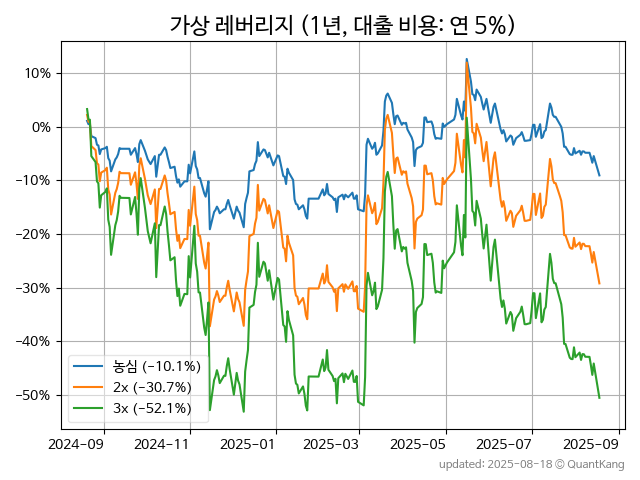 가상 레버리지 (1년, 대출 비용: 연 5%)
10%
0%
−10%
−20%
−30%
−40%
−50%
농심 (−10.1%)
2x (−30.7%)
3x (−52.1%)
2024-09
2024-11
2025-01
2025-03
2025-05
2025-07
2025-09
updated: 2025-08-18 © QuantKang